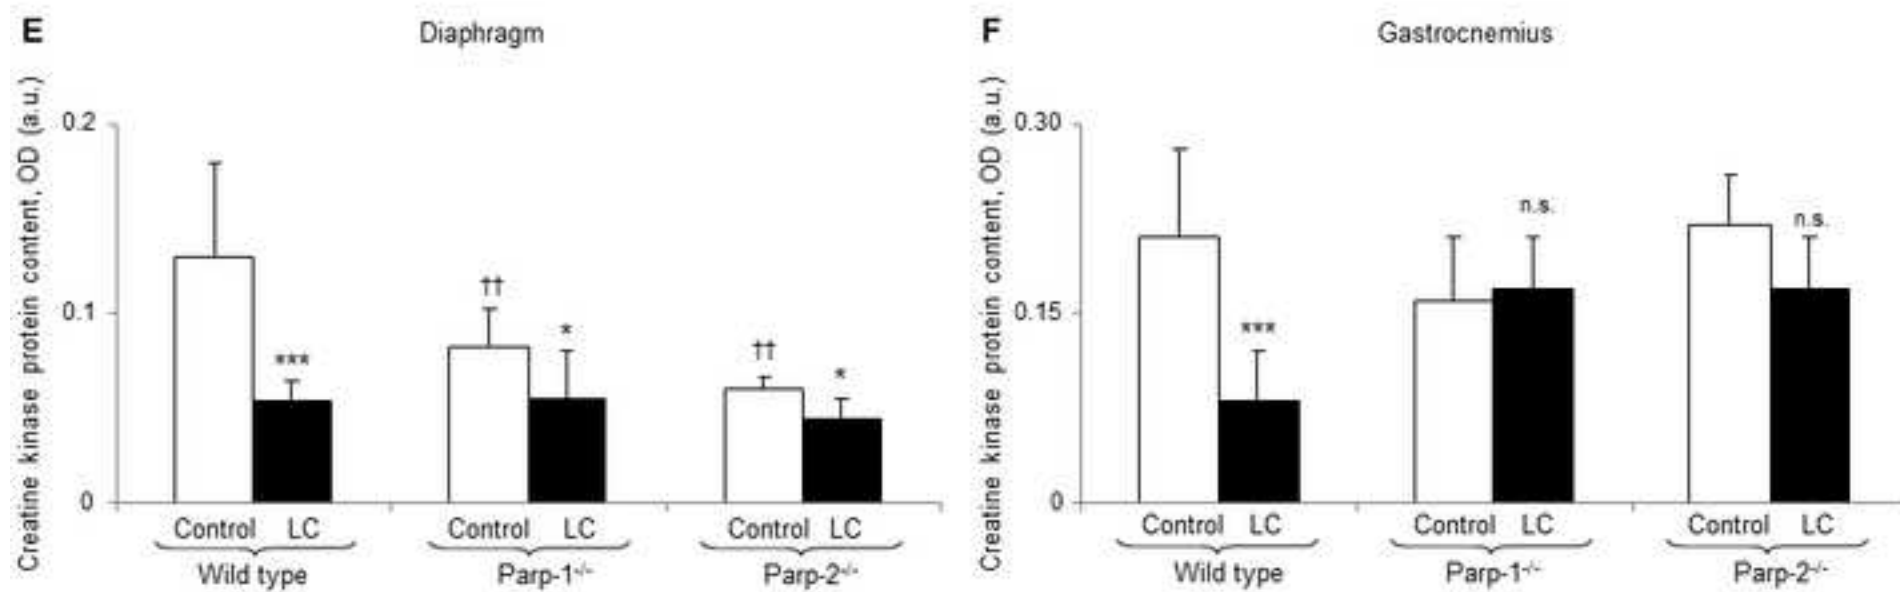 E
Diaphragm
Creatine kinase protein content, OD (a.u.)
0.2
0.1
0
***
††
*
††
*
Control LC
Control LC
Control LC
Wild type
Parp-1-/-
Parp-2-/-
F
Gastrocnemius
Creatine kinase protein content, OD (a.u.)
0.30
0.15
0
***
n.s.
n.s.
Control LC
Control LC
Control LC
Wild type
Parp-1-/-
Parp-2-/-